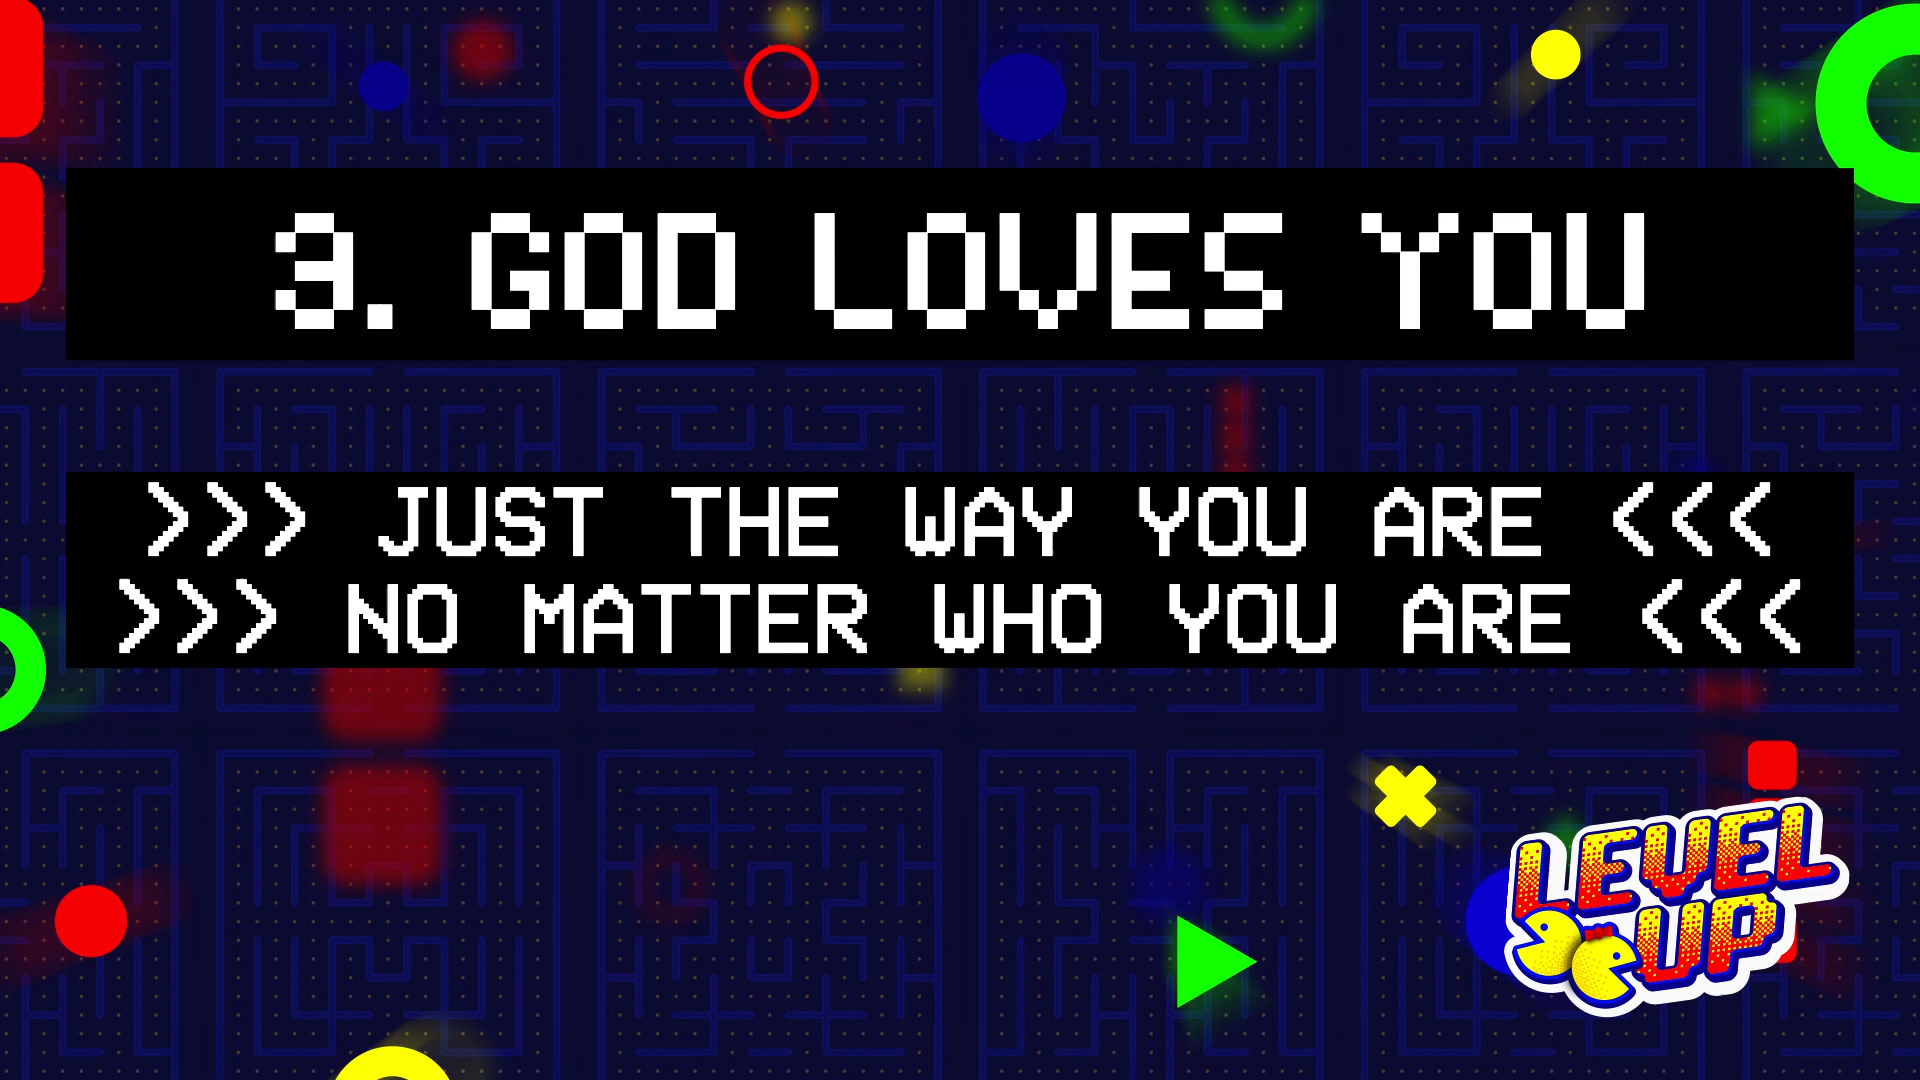 3. GOD LOVES YOU
>>> JUST THE WAY YOU ARE <<<
>>> NO MATTER WHO YOU ARE <<<
LEVEL
UP